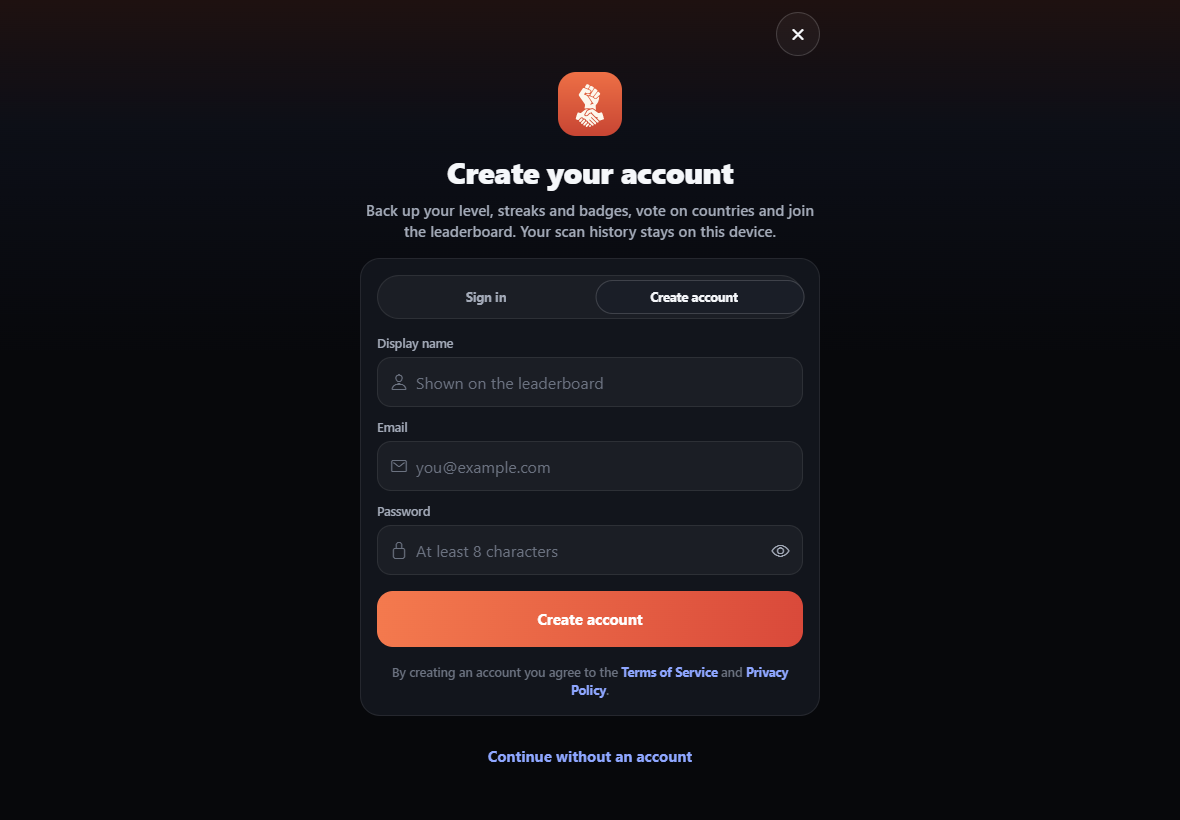 Create your account
Back up your level, streaks and badges, vote on countries and join
the leaderboard. Your scan history stays on this device.
Sign in
Create account
Display name
Shown on the leaderboard
Email
you@example.com
Password
At least 8 characters
Create account
By creating an account you agree to the Terms of Service and Privacy
Policy.
Continue without an account